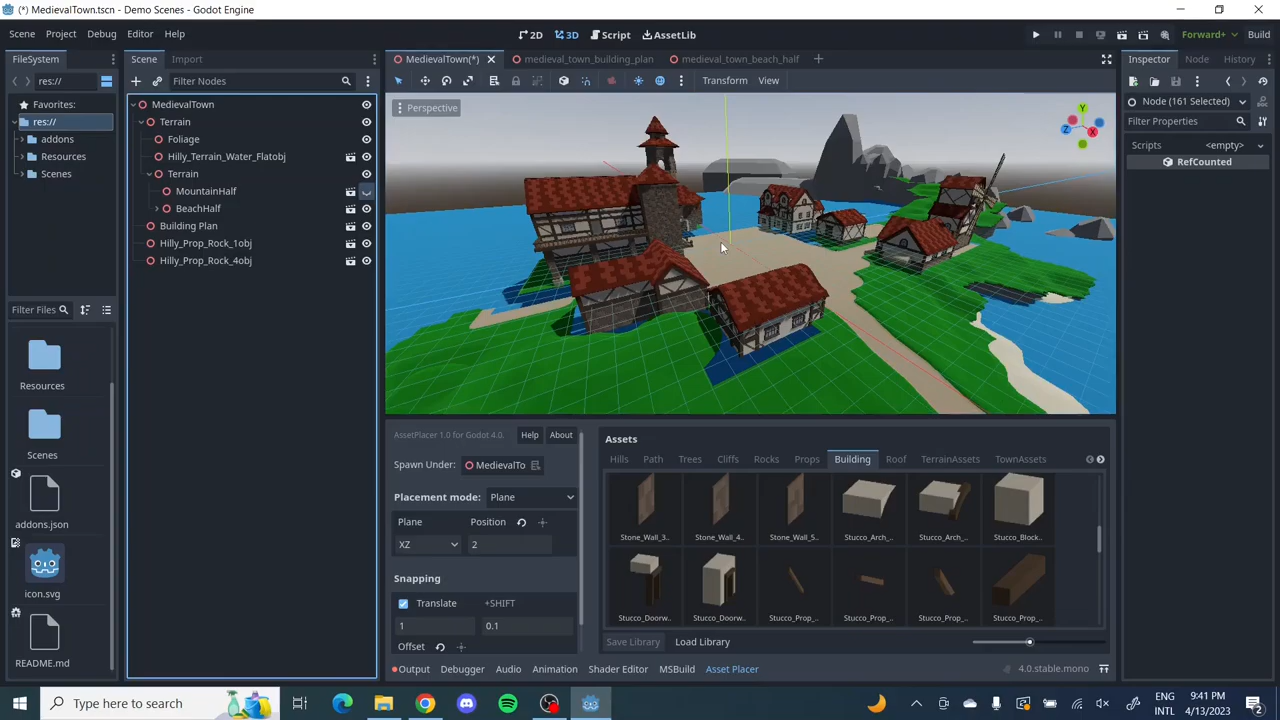 (*) MedievalTown.tscn - Demo Scenes - Godot Engine
Scene Project Debug Editor Help
2D 3D Script AssetLib
Forward+ Build
FileSystem
Scene Import
MedievalTown(*) medieval_town_building_plan medieval_town_beach_half
Inspector Node History
res://
Filter Nodes
Transform View
Node (161 Selected)
Filter Properties
Favorites:
res://
addons
Resources
Scenes
MedievalTown
Terrain
Foliage
Hilly_Terrain_Water_Flatobj
Terrain
MountainHalf
BeachHalf
Building Plan
Hilly_Prop_Rock_1obj
Hilly_Prop_Rock_4obj
Perspective
Y
Z X
Scripts <empty>
RefCounted
Filter Files
Resources
Scenes
addons.json
icon.svg
README.md
AssetPlacer 1.0 for Godot 4.0. Help About
Spawn Under: MedievalTo
Placement mode: Plane
Plane Position
XZ 2
Snapping
Translate +SHIFT
1 0.1
Offset
Assets
Hills Path Trees Cliffs Rocks Props Building Roof TerrainAssets TownAssets
Stone_Wall_3.. Stone_Wall_4.. Stone_Wall_5.. Stucco_Arch_.. Stucco_Arch_.. Stucco_Block..
Stucco_Doorw.. Stucco_Doorw.. Stucco_Prop_.. Stucco_Prop_.. Stucco_Prop_.. Stucco_Prop_..
Save Library Load Library
Output Debugger Audio Animation Shader Editor MSBuild Asset Placer
4.0.stable.mono
Type here to search
ENG
INTL
9:41 PM
4/13/2023
2